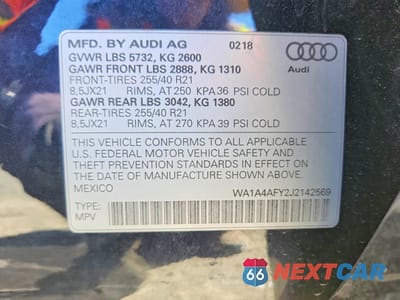 MFD. BY AUDI AG 0218
GVWR LBS 5732, KG 2600
GAWR FRONT LBS 2888, KG 1310
FRONT-TIRES 255/40 R21
8,5JX21 RIMS, AT 250 KPA 36 PSI COLD
GAWR REAR LBS 3042, KG 1380
REAR-TIRES 255/40 R21
8,5JX21 RIMS, AT 270 KPA 39 PSI COLD
Audi
THIS VEHICLE CONFORMS TO ALL APPLICABLE
U.S. FEDERAL MOTOR VEHICLE SAFETY AND
THEFT PREVENTION STANDARDS IN EFFECT ON
THE DATE OF MANUFACTURE SHOWN ABOVE.
MEXICO WA1A4AFY2J2142569
TYPE:
MPV
66 NEXTCAR